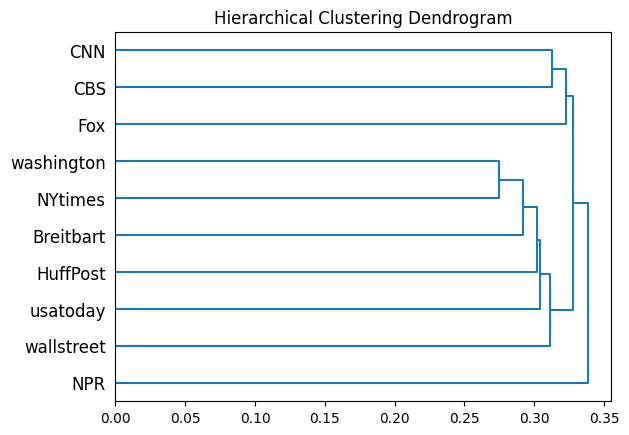 Hierarchical Clustering Dendrogram
CNN
CBS
Fox
washington
NYtimes
Breitbart
HuffPost
usatoday
wallstreet
NPR
0.00 0.05 0.10 0.15 0.20 0.25 0.30 0.35